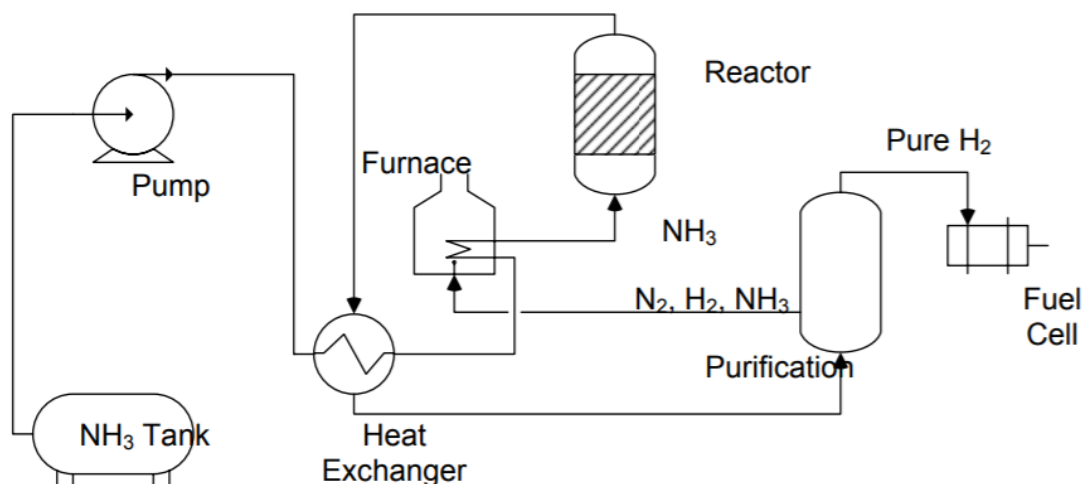 Reactor
Pure H₂
Furnace
Pump
NH₃
N₂, H₂, NH₃
Fuel
Cell
Purification
NH₃ Tank
Heat
Exchanger